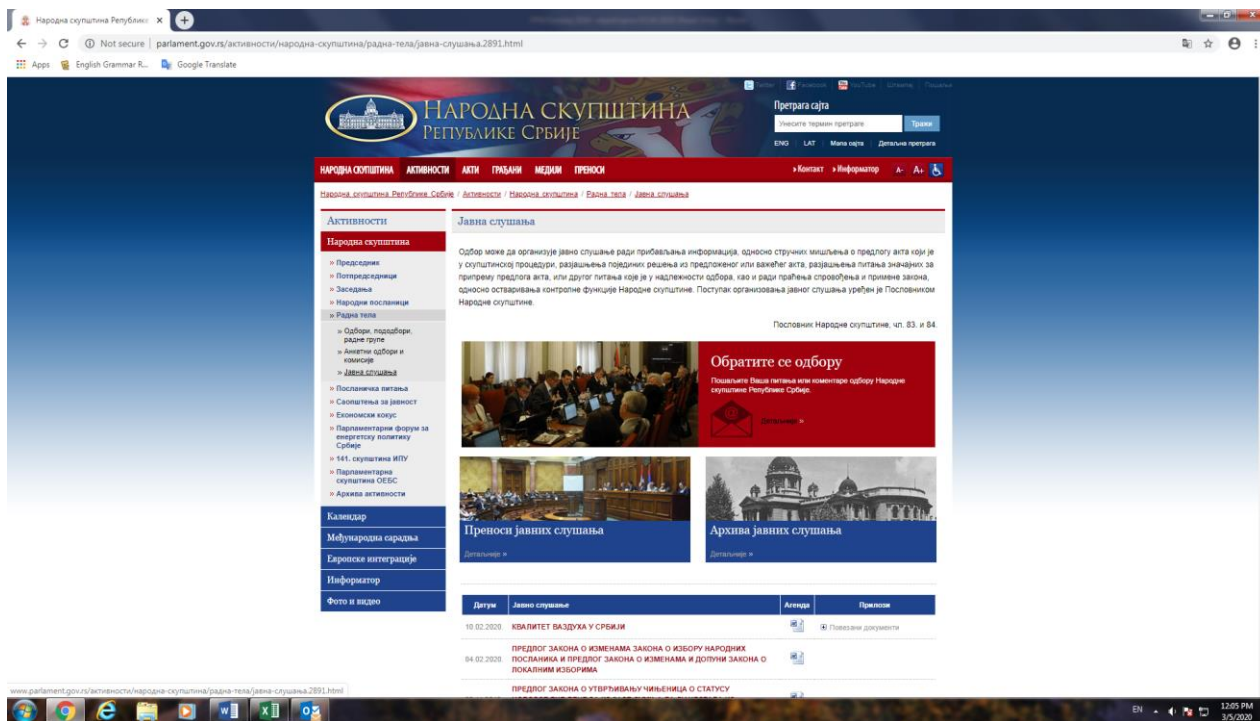 Народна скупштина Републике
Not secure | parlament.gov.rs/активности/народна-скупштина/радна-тела/јавна-слушања.2891.html
Apps English Grammar R... Google Translate
Twitter Facebook YouTube
НАРОДНА СКУПШТИНА
РЕПУБЛИКЕ СРБИЈЕ
Претрага сајта
Унесите термин претраге Тражи
ENG LAT Мапа сајта Детаљна претрага
НАРОДНА СКУПШТИНА АКТИВНОСТИ АКТИ ГРАЂАНИ МЕДИЈИ ПРЕНОСИ » Контакт » Информатор A- A+
Народна скупштина Републике Србије / Активности / Народна скупштина / Радна тела / Јавна слушања
Активности
Народна скупштина
» Председник
» Потпредседници
» Заседања
» Народни посланици
» Радна тела
» Одбори, пододбори,
радне групе
» Анкетни одбори и
комисије
» Јавна слушања
» Посланичка питања
» Саопштења за јавност
» Економски кокус
» Парламентарни форум за
енергетску политику
Србије
» 141. скупштина ИПУ
» Парламентарна
скупштина ОЕБС
» Архива активности
Календар
Међународна сарадња
Европске интеграције
Информатор
Фото и видео
Јавна слушања
Одбор може да организује јавно слушање ради прибављања информација, односно стручних мишљења о предлогу акта који је
у скупштинској процедури, разјашњења појединих решења из предложеног или важећег акта, разјашњења питања значајних за
припрему предлога акта, или другог питања које је у надлежности одбора, као и ради праћења спровођења и примене закона,
односно остваривања контролне функције Народне скупштине. Поступак организовања јавног слушања уређен је Пословником
Народне скупштине.
Пословник Народне скупштине, чл. 83. и 84.
Обратите се одбору
Пошаљите Ваша питања или коментаре одбору Народне
скупштине Републике Србије.
Детаљније »
Преноси јавних слушања
Детаљније »
Архива јавних слушања
Детаљније »
Датум Јавно слушање Агенда Прилози
10.02.2020. КВАЛИТЕТ ВАЗДУХА У СРБИЈИ Повезани документи
04.02.2020. ПРЕДЛОГ ЗАКОНА О ИЗМЕНАМА ЗАКОНА О ИЗБОРУ НАРОДНИХ
ПОСЛАНИКА И ПРЕДЛОГ ЗАКОНА О ИЗМЕНАМА И ДОПУНИ ЗАКОНА О
ЛОКАЛНИМ ИЗБОРИМА
ПРЕДЛОГ ЗАКОНА О УТВРЂИВАЊУ ЧИЊЕНИЦА О СТАТУСУ
www.parlament.gov.rs/активности/народна-скупштина/радна-тела/јавна-слушања.2891.html
EN 12:05 PM
3/5/2020